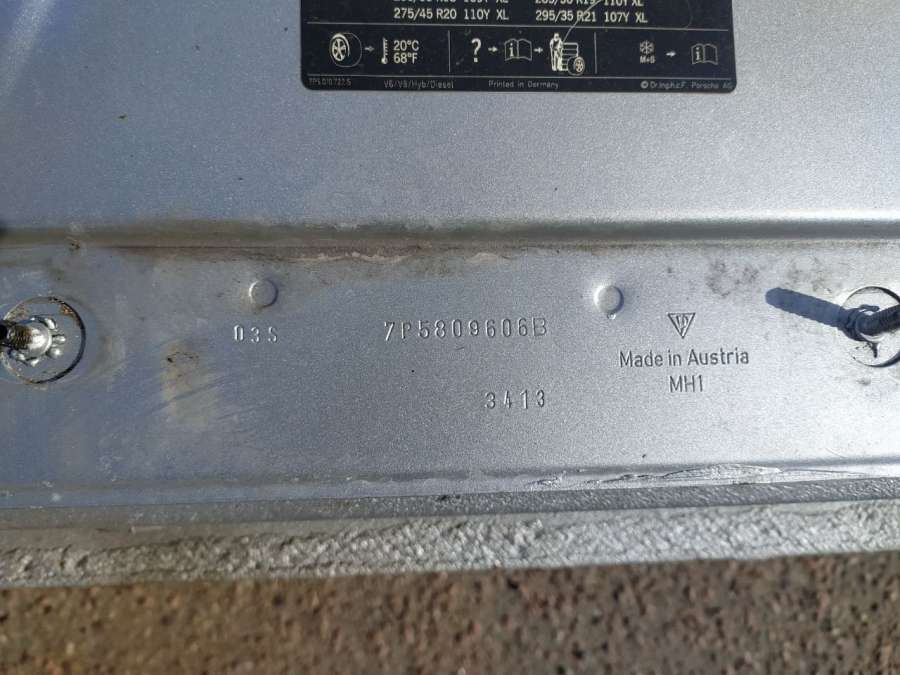 275/45 R20 110Y XL
295/35 R21 107Y XL
20°C
68°F
?
i
M+S
i
V6/V8/Hyb/Diesel
Printed in Germany
© Dr.Ing.h.c.F. Porsche AG
03S
7P5809606B
3413
Made in Austria
MH1